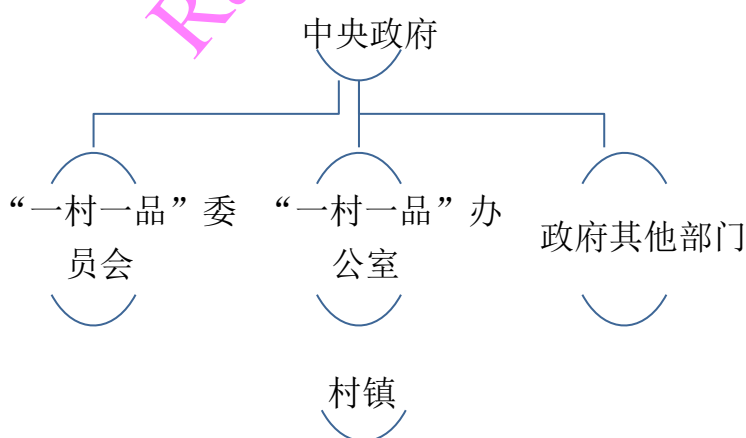 中央政府
“一村一品”委
员会
“一村一品”办
公室
政府其他部门
村镇